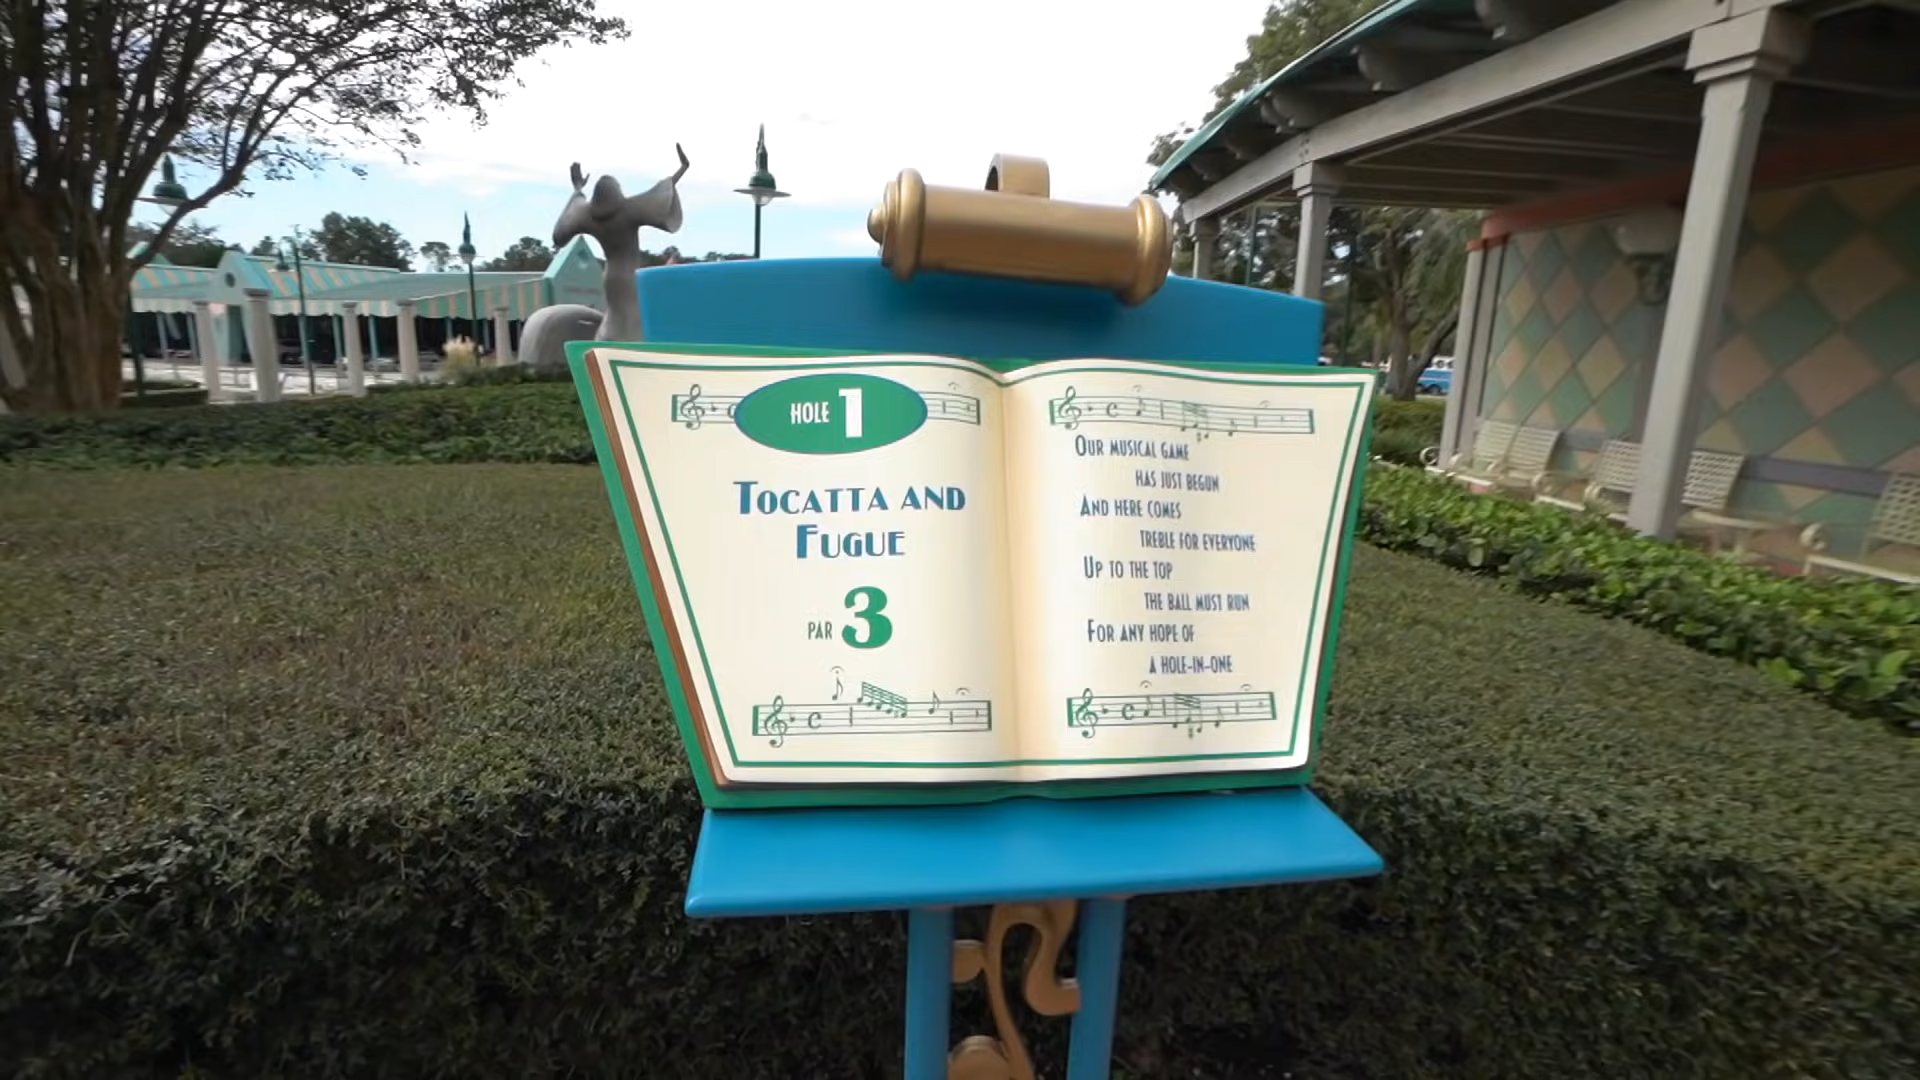 HOLE 1
TOCATTA AND
FUGUE
PAR 3
OUR MUSICAL GAME
HAS JUST BEGUN
AND HERE COMES
TREBLE FOR EVERYONE
UP TO THE TOP
THE BALL MUST RUN
FOR ANY HOPE OF
A HOLE-IN-ONE